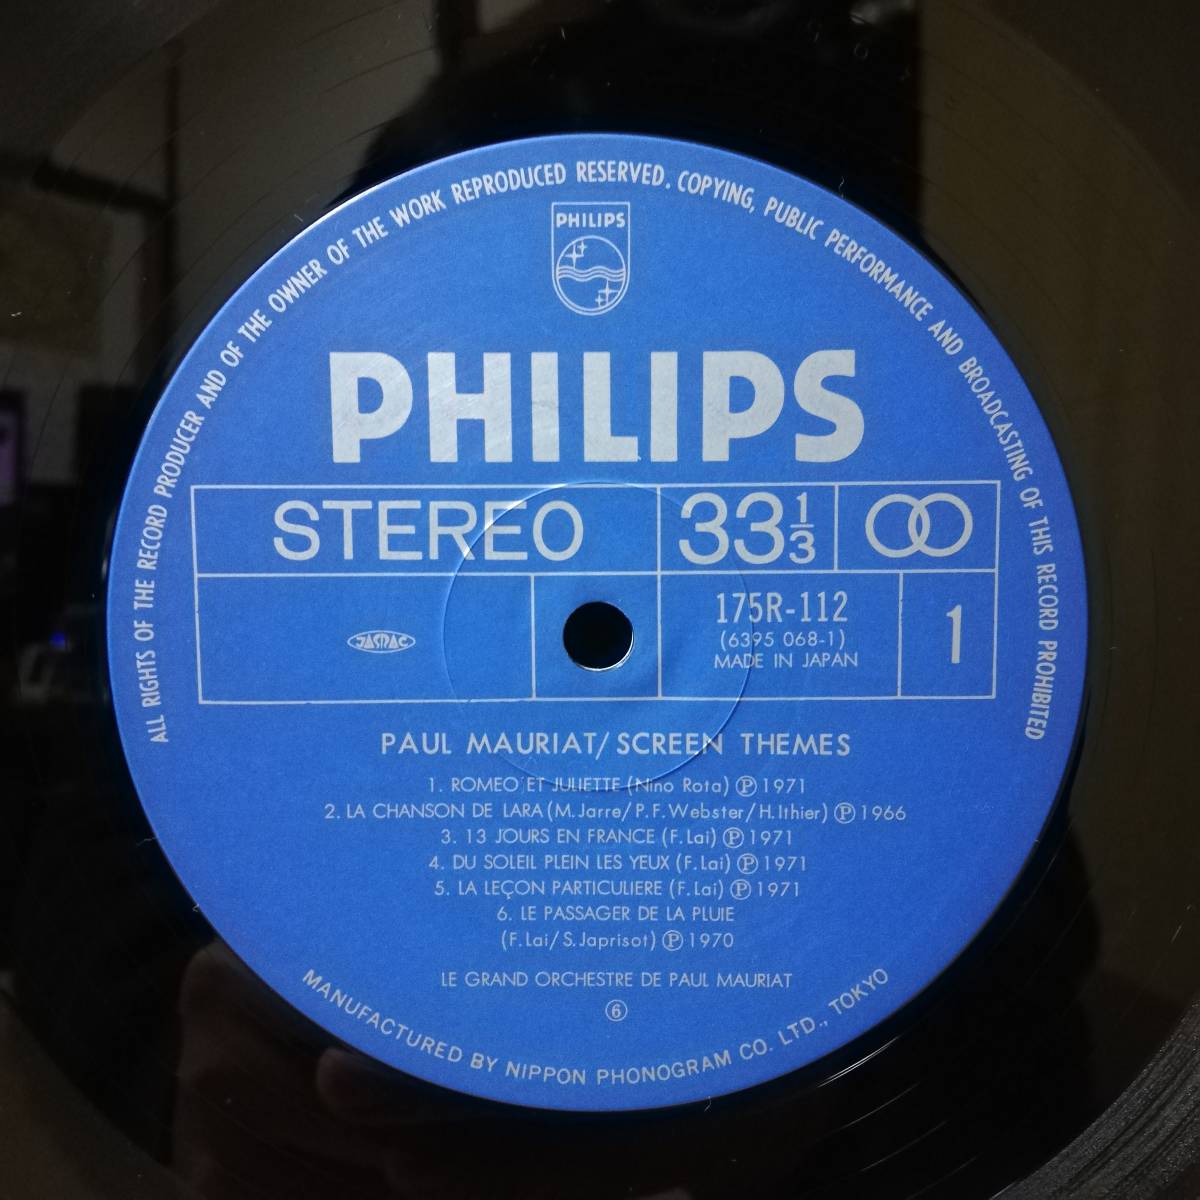 ALL RIGHTS OF THE RECORD PRODUCER AND OF THE OWNER OF THE WORK REPRODUCED RESERVED. COPYING, PUBLIC PERFORMANCE AND BROADCASTING OF THIS RECORD PROHIBITED
PHILIPS
PHILIPS
STEREO 33 1/3
JASRAC
175R-112
(6395 068-1)
MADE IN JAPAN
1
PAUL MAURIAT/SCREEN THEMES
1. ROMEO ET JULIETTE (Nino Rota) Ⓟ 1971
2. LA CHANSON DE LARA (M. Jarre/P. F. Webster/H. Ithier) Ⓟ 1966
3. 13 JOURS EN FRANCE (F. Lai) Ⓟ 1971
4. DU SOLEIL PLEIN LES YEUX (F. Lai) Ⓟ 1971
5. LA LEÇON PARTICULIERE (F. Lai) Ⓟ 1971
6. LE PASSAGER DE LA PLUIE
(F. Lai/S. Japrisot) Ⓟ 1970
LE GRAND ORCHESTRE DE PAUL MAURIAT
⑥
MANUFACTURED BY NIPPON PHONOGRAM CO. LTD., TOKYO